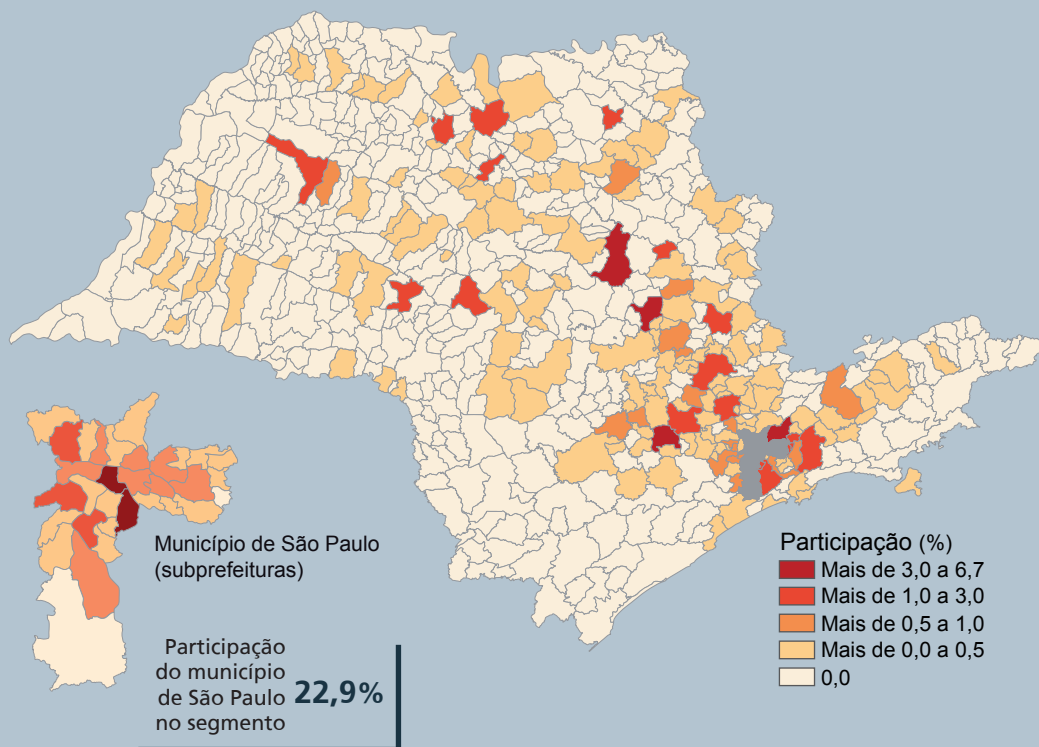 Município de São Paulo
(subprefeituras)
Participação
do município
de São Paulo
no segmento
22,9%
Participação (%)
Mais de 3,0 a 6,7
Mais de 1,0 a 3,0
Mais de 0,5 a 1,0
Mais de 0,0 a 0,5
0,0